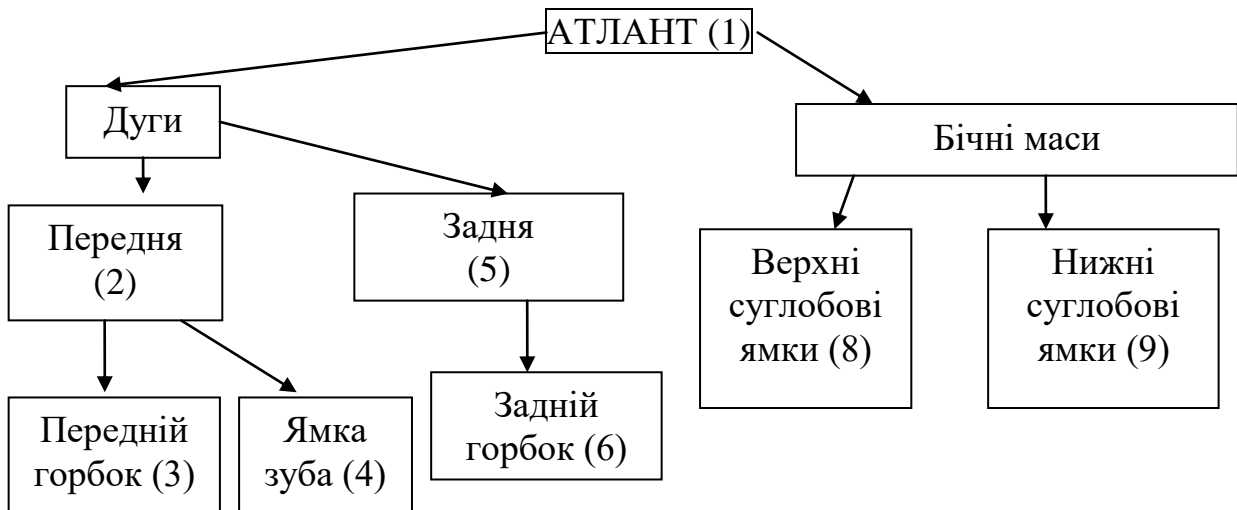 АТЛАНТ (1)
Дуги
Бічні маси
Передня
(2)
Задня
(5)
Верхні
суглобові
ямки (8)
Нижні
суглобові
ямки (9)
Передній
горбок (3)
Ямка
зуба (4)
Задній
горбок (6)